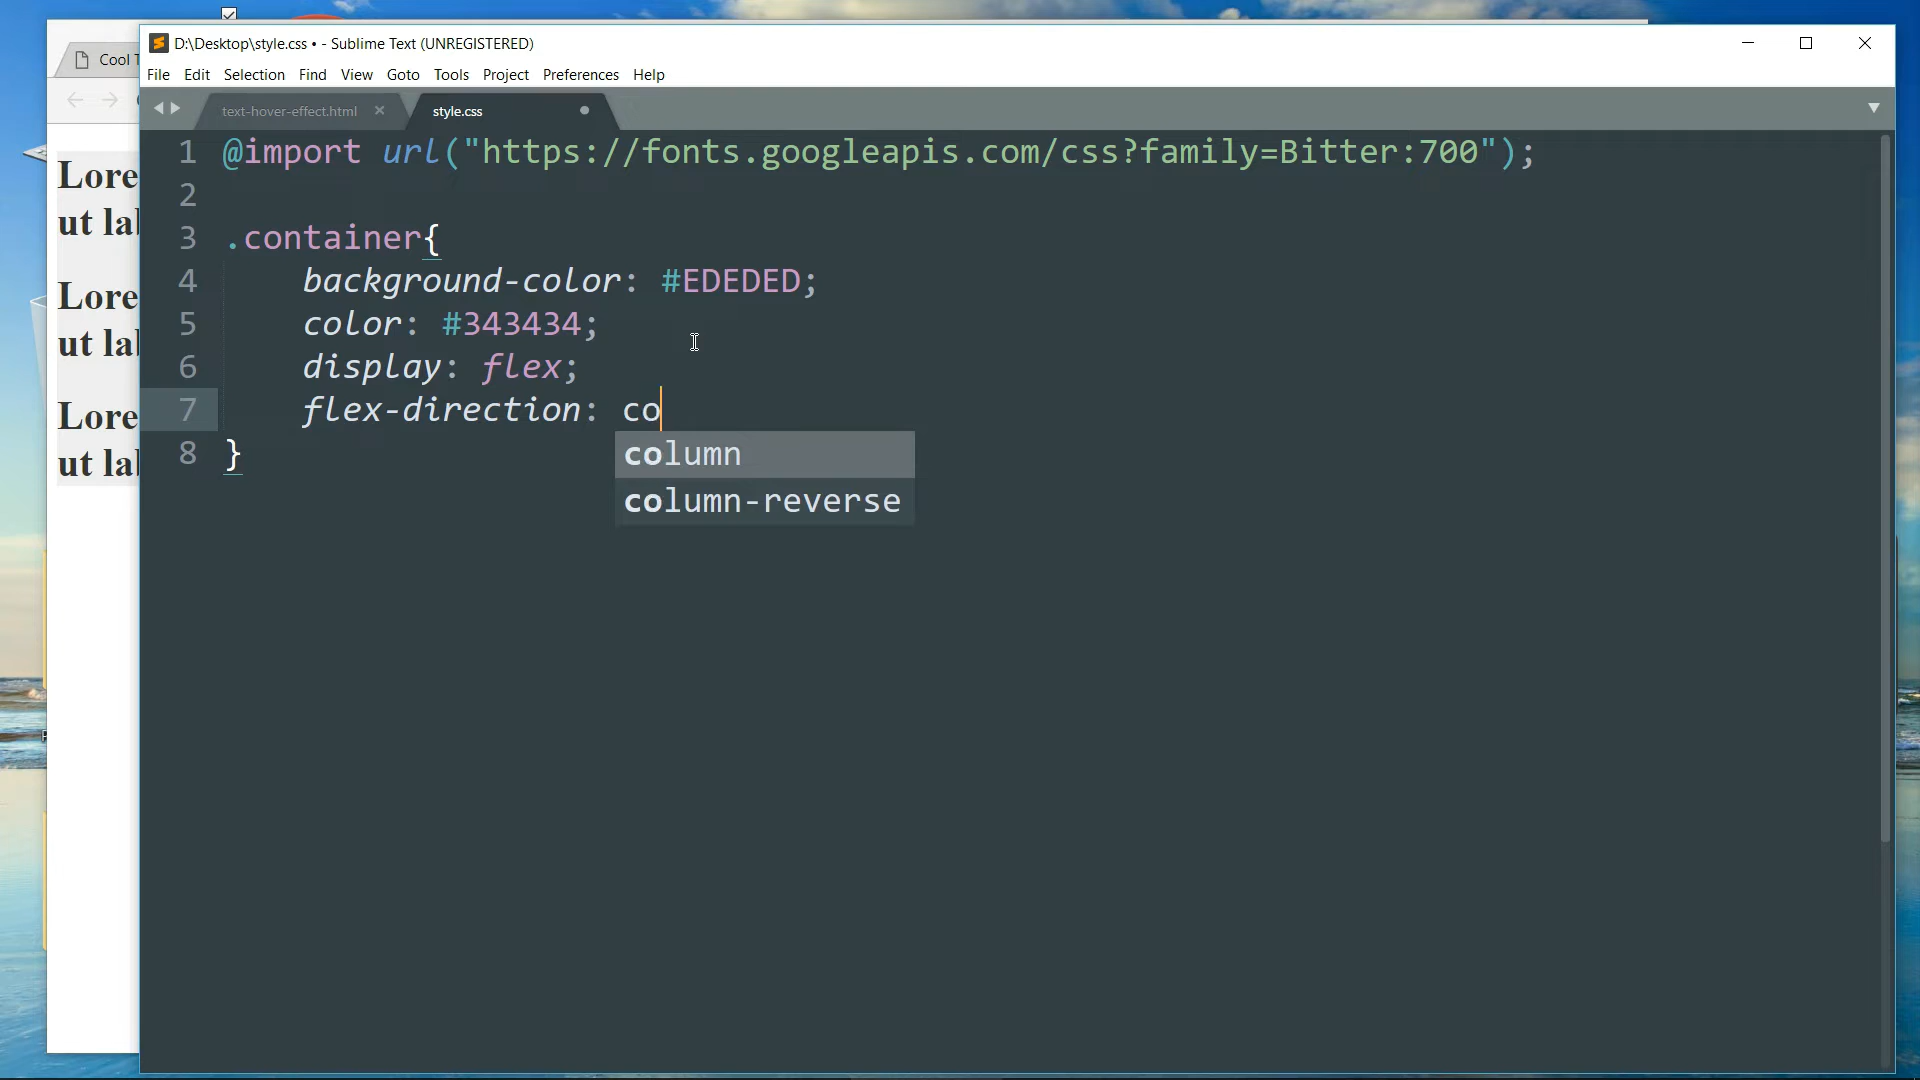 D:\Desktop\style.css • - Sublime Text (UNREGISTERED)
File Edit Selection Find View Goto Tools Project Preferences Help
Cool
text-hover-effect.html
style.css
1 @import url("https://fonts.googleapis.com/css?family=Bitter:700");
2
3 .container{
4 background-color: #EDEDED;
5 color: #343434;
6 display: flex;
7 flex-direction: co
8 }
column
column-reverse
Lore
ut lab
Lore
ut lab
Lore
ut lab